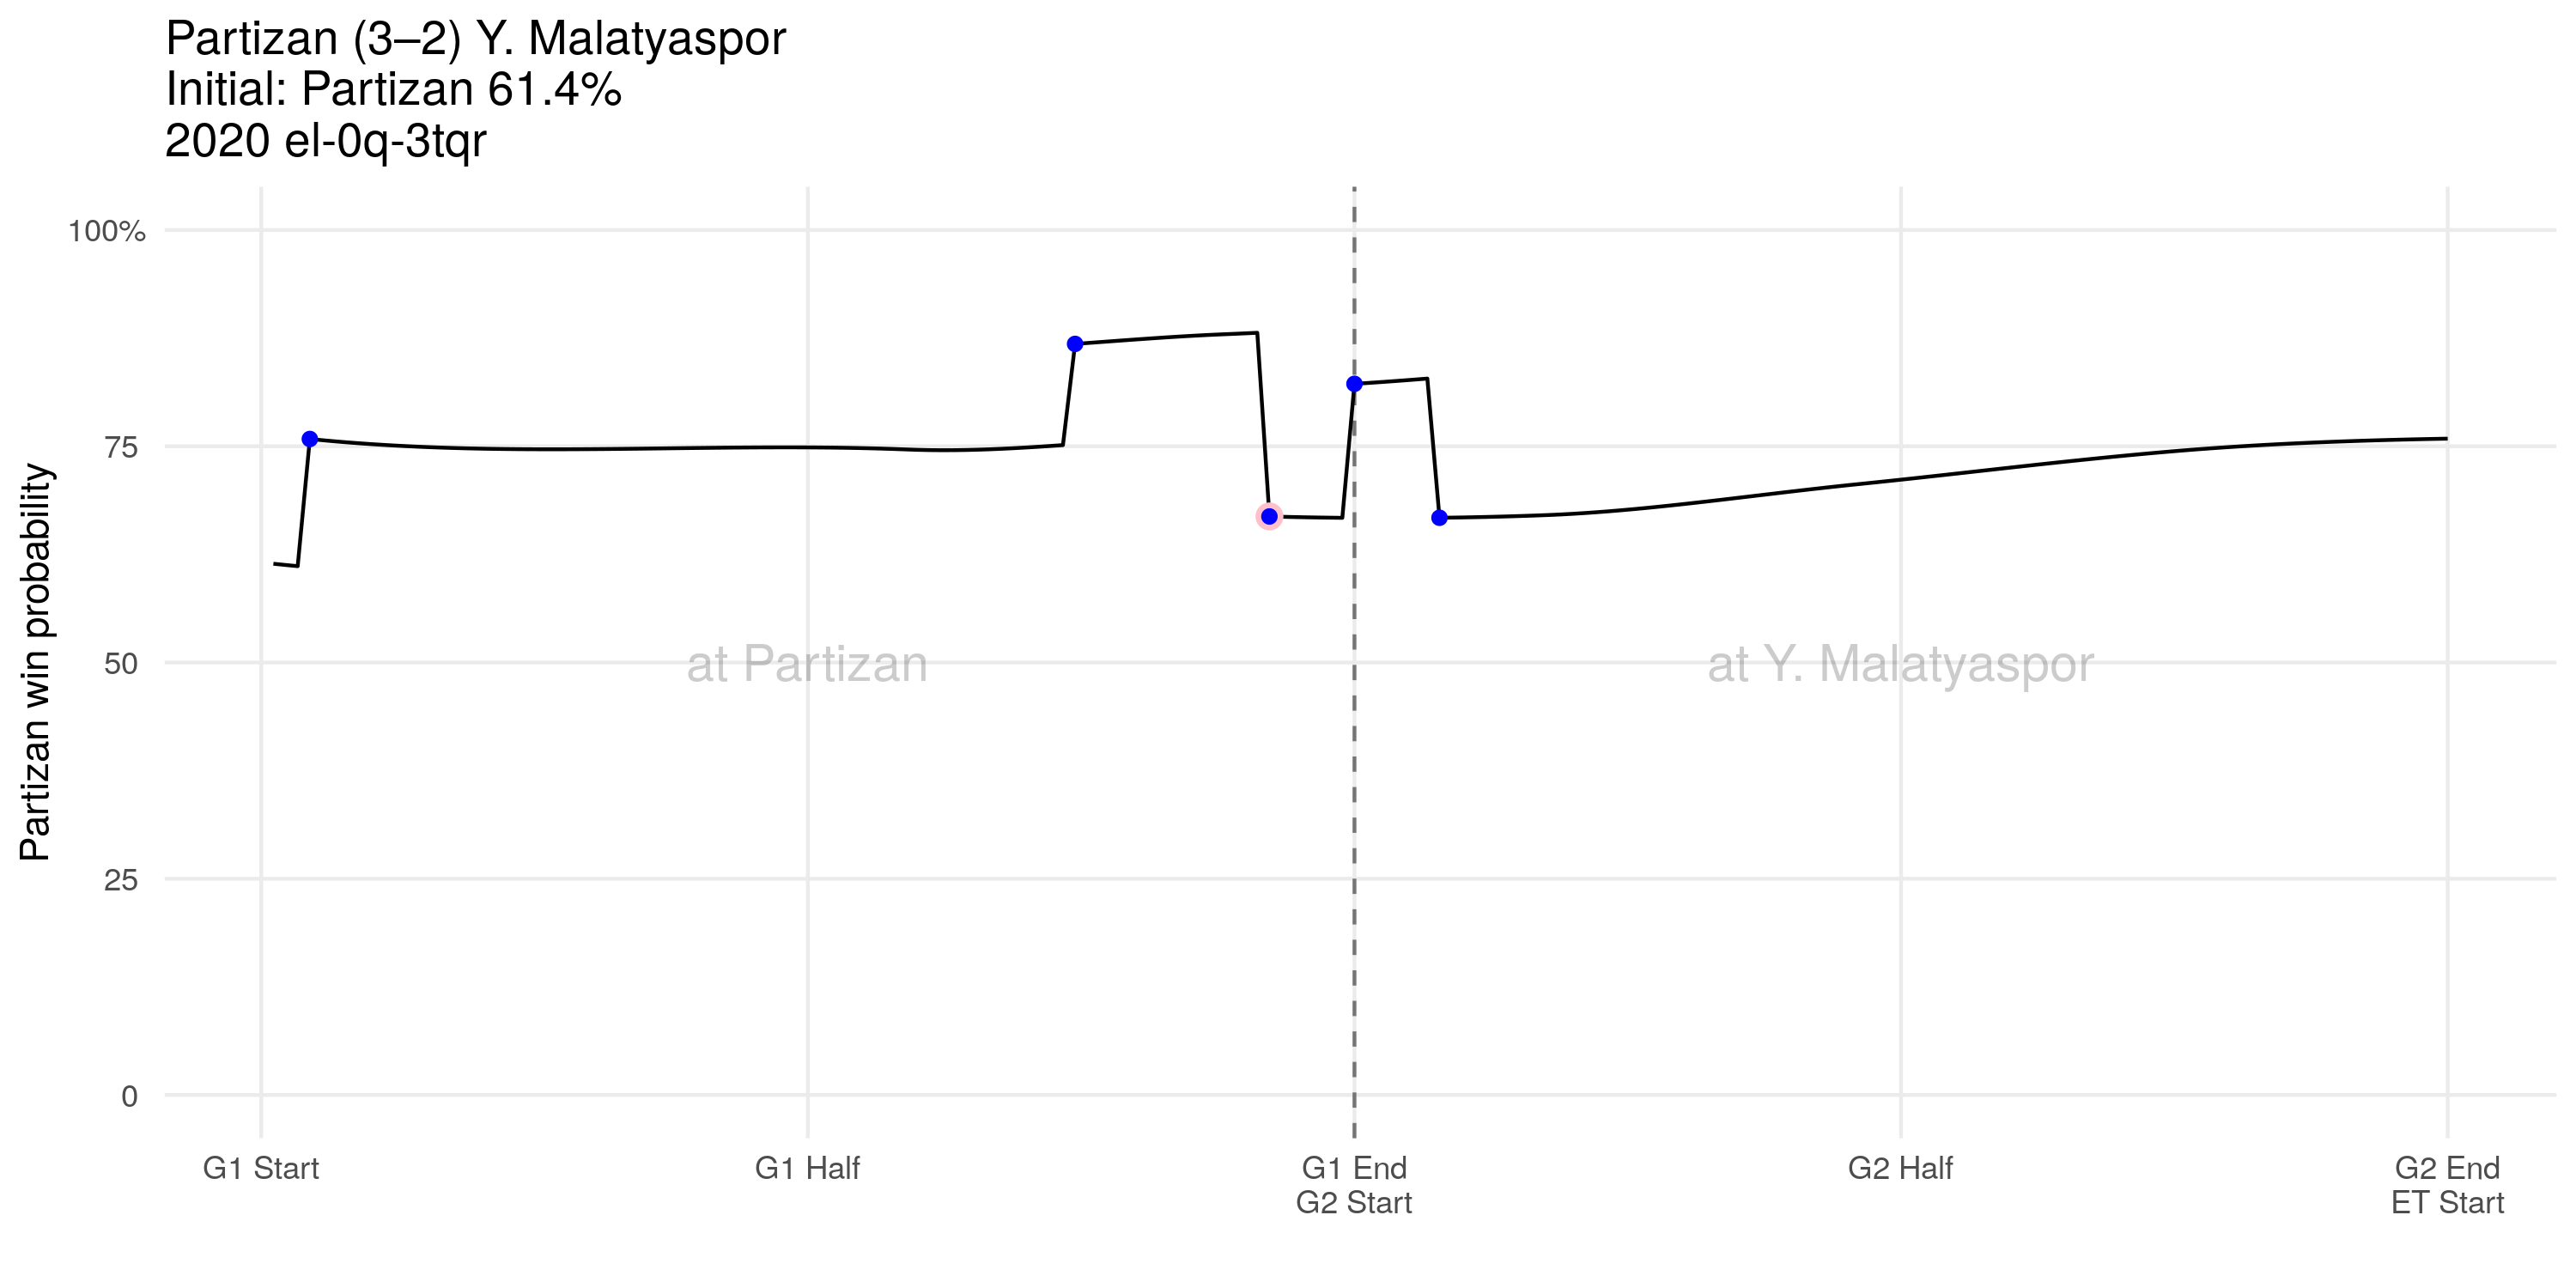 Partizan (3–2) Y. Malatyaspor
Initial: Partizan 61.4%
2020 el-0q-3tqr
Partizan win probability
100%
75
50
25
0
at Partizan
at Y. Malatyaspor
G1 Start
G1 Half
G1 End
G2 Start
G2 Half
G2 End
ET Start